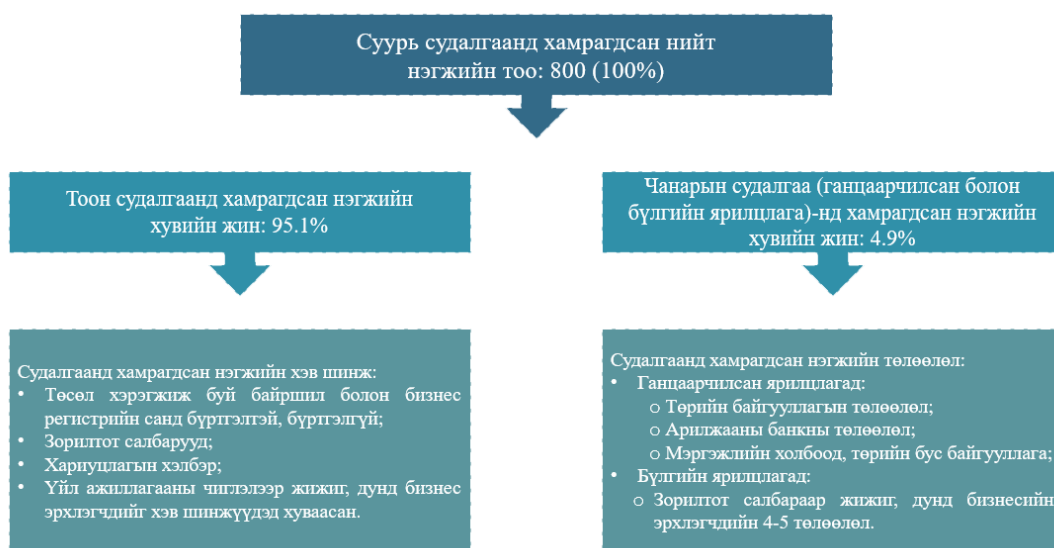 Суурь судалгаанд хамрагдсан нийт
нэгжийн тоо: 800 (100%)
Тоон судалгаанд хамрагдсан нэгжийн
хувийн жин: 95.1%
Чанарын судалгаа (ганцаарчилсан болон
бүлгийн ярилцлага)-нд хамрагдсан нэгжийн
хувийн жин: 4.9%
Судалгаанд хамрагдсан нэгжийн хэв шинж:
• Төсөл хэрэгжиж буй байршил болон бизнес
регистрийн санд бүртгэлтэй, бүртгэлгүй;
• Зорилтот салбарууд;
• Хариуцлагын хэлбэр;
• Үйл ажиллагааны чиглэлээр жижиг, дунд бизнес
эрхлэгчдийг хэв шинжүүдэд хуваасан.
Судалгаанд хамрагдсан нэгжийн төлөөлөл:
• Ганцаарчилсан ярилцлагад:
o Төрийн байгууллагын төлөөлөл;
o Арилжааны банкны төлөөлөл;
o Мэргэжлийн холбоод, төрийн бус байгууллага;
• Бүлгийн ярилцлагад:
o Зорилтот салбараар жижиг, дунд бизнесийн
эрхлэгчдийн 4-5 төлөөлөл.